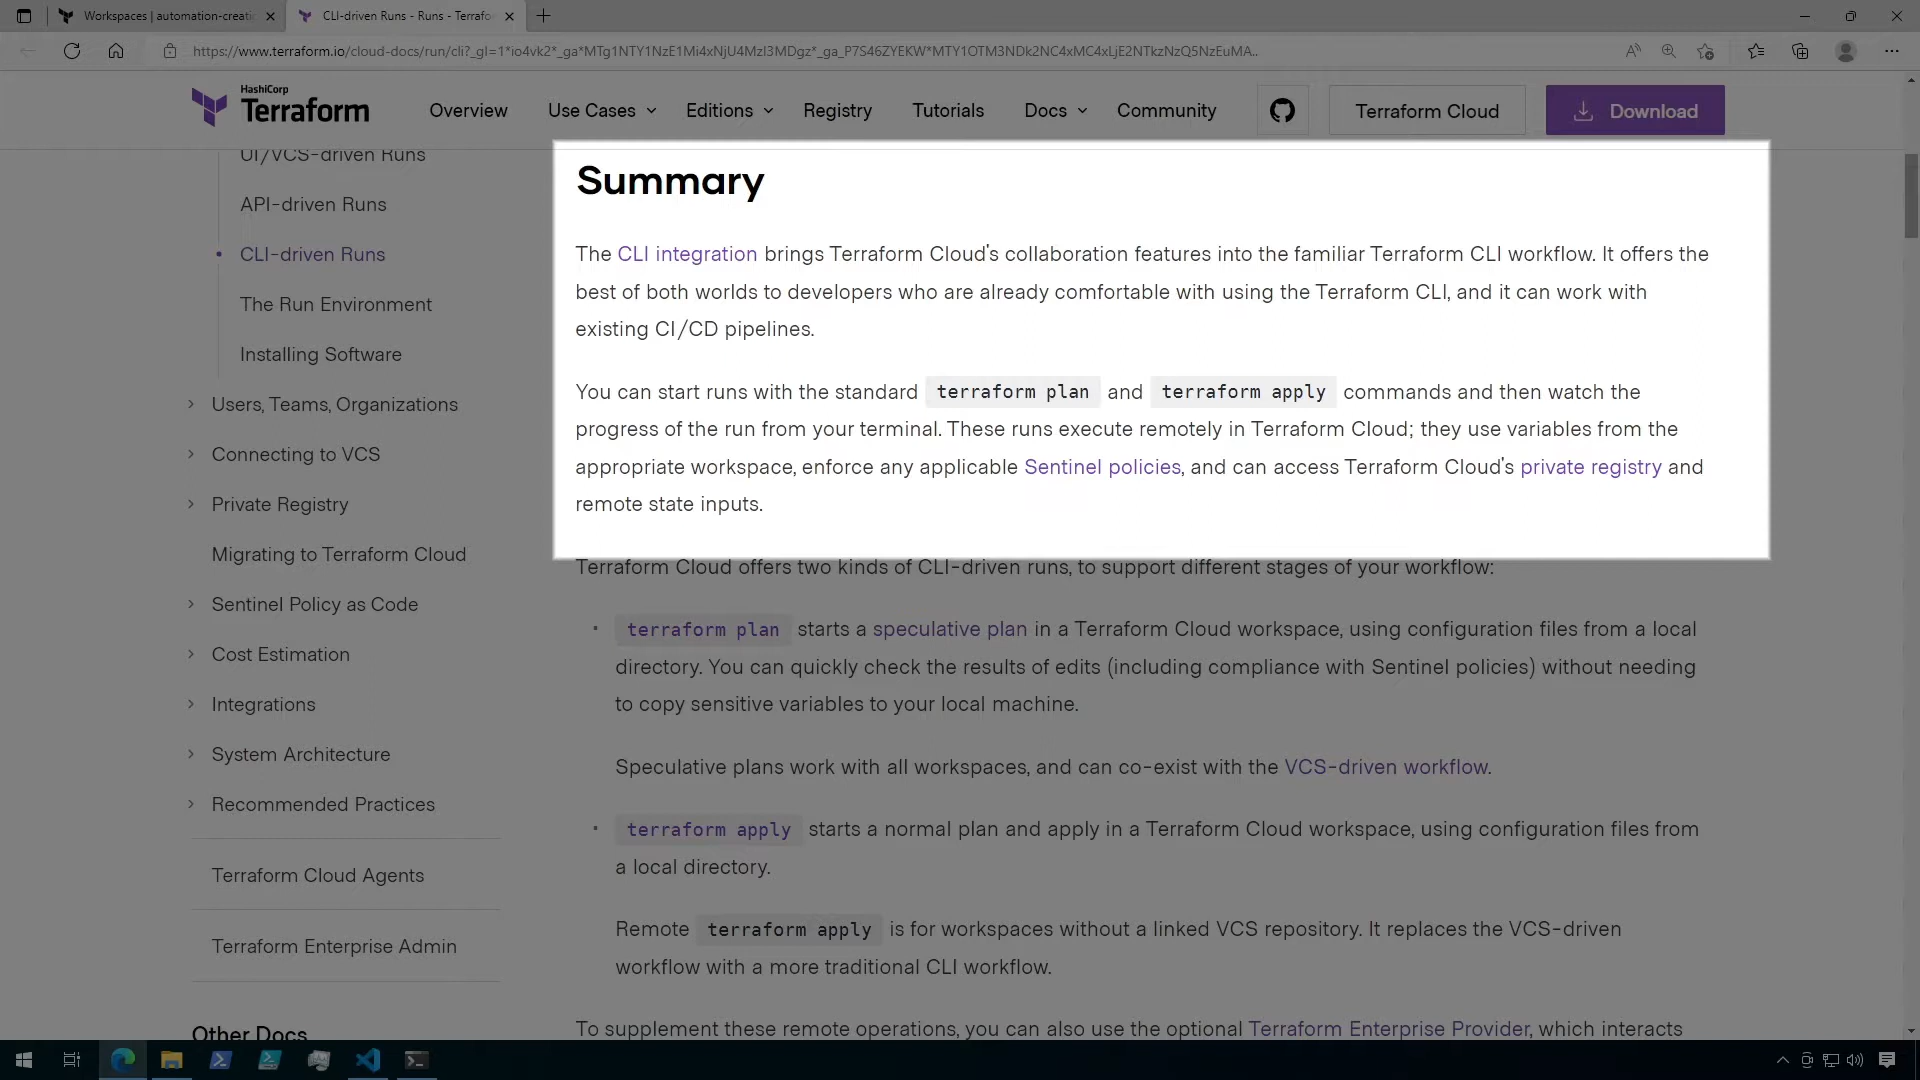 Workspaces | automation-creati
CLI-driven Runs - Runs - Terrafo
HashiCorp
Terraform
Overview
Use Cases
Editions
Registry
Tutorials
Docs
Community
Terraform Cloud
Download
UI/VCS-driven Runs
API-driven Runs
CLI-driven Runs
The Run Environment
Installing Software
Users, Teams, Organizations
Connecting to VCS
Private Registry
Migrating to Terraform Cloud
Sentinel Policy as Code
Cost Estimation
Integrations
System Architecture
Recommended Practices
Terraform Cloud Agents
Terraform Enterprise Admin
Other Docs
Summary
The CLI integration brings Terraform Cloud's collaboration features into the familiar Terraform CLI workflow. It offers the
best of both worlds to developers who are already comfortable with using the Terraform CLI, and it can work with
existing CI/CD pipelines.
You can start runs with the standard terraform plan and terraform apply commands and then watch the
progress of the run from your terminal. These runs execute remotely in Terraform Cloud; they use variables from the
appropriate workspace, enforce any applicable Sentinel policies, and can access Terraform Cloud's private registry and
remote state inputs.
Terraform Cloud offers two kinds of CLI-driven runs, to support different stages of your workflow:
terraform plan starts a speculative plan in a Terraform Cloud workspace, using configuration files from a local
directory. You can quickly check the results of edits (including compliance with Sentinel policies) without needing
to copy sensitive variables to your local machine.
Speculative plans work with all workspaces, and can co-exist with the VCS-driven workflow.
terraform apply starts a normal plan and apply in a Terraform Cloud workspace, using configuration files from
a local directory.
Remote terraform apply is for workspaces without a linked VCS repository. It replaces the VCS-driven
workflow with a more traditional CLI workflow.
To supplement these remote operations, you can also use the optional Terraform Enterprise Provider, which interacts